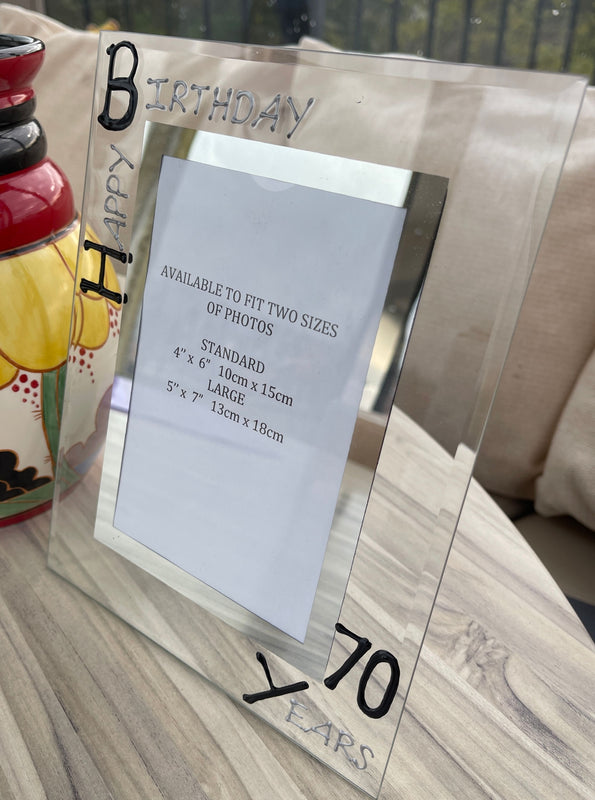 Happy
Birthday
AVAILABLE TO FIT TWO SIZES
OF PHOTOS
STANDARD
4" x 6" 10cm x 15cm
LARGE
5" x 7" 13cm x 18cm
70
Years